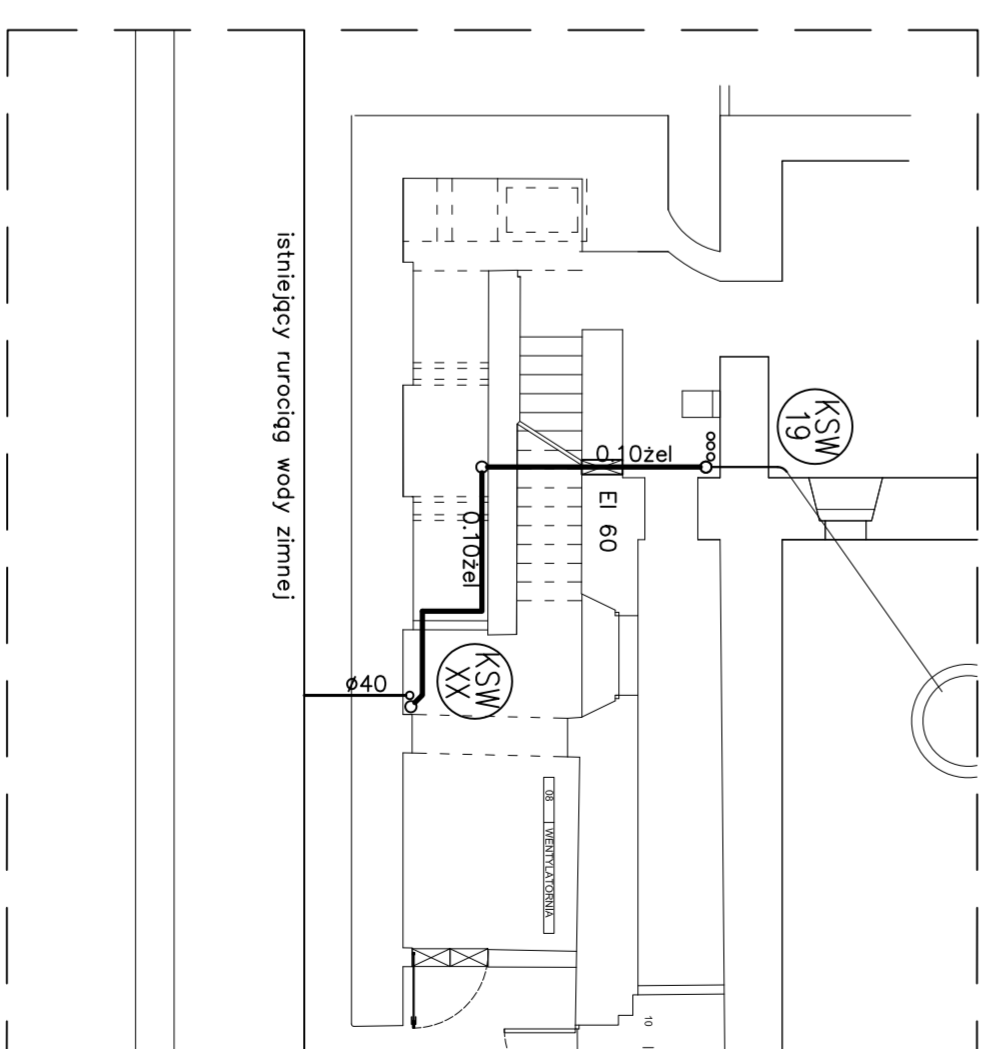 istniejący rurociąg wody zimnej
KSW
19
0.10żel
EI 60
0.10żel
KSW
XX
ø40
08 WENTYLATORNIA
10